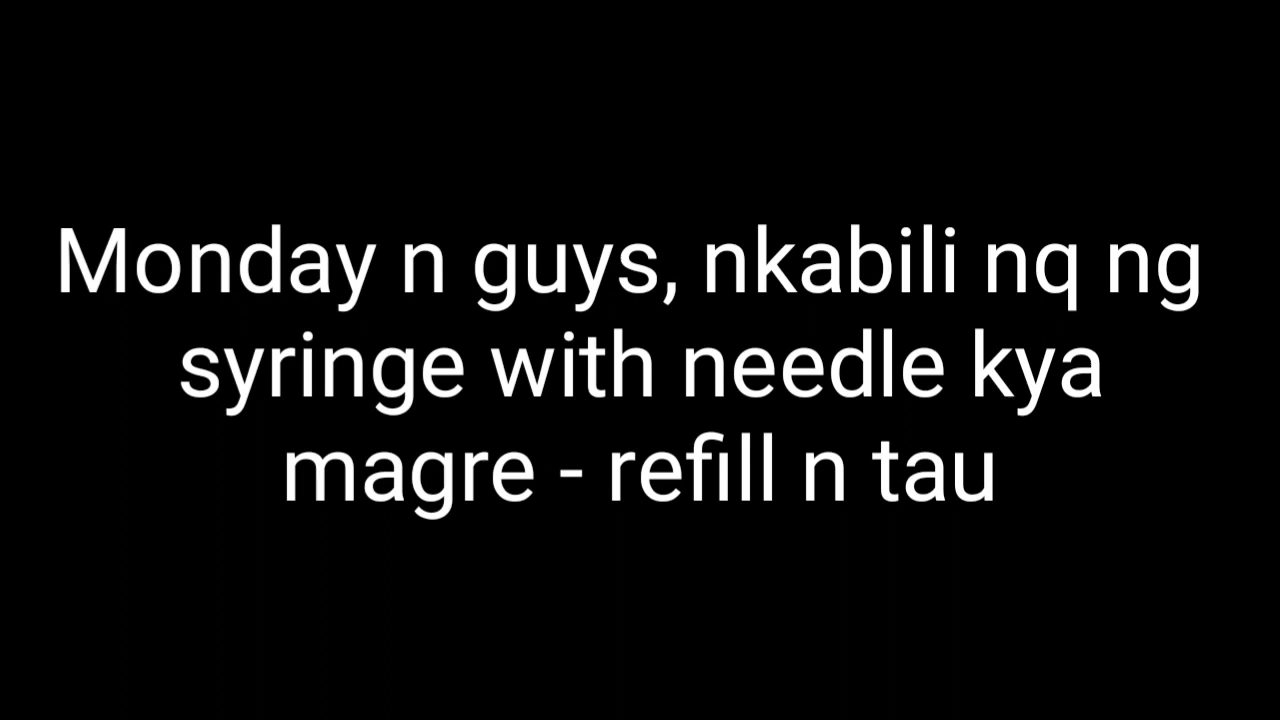 Monday n guys, nkabili nq ng
syringe with needle kya
magre - refill n tau